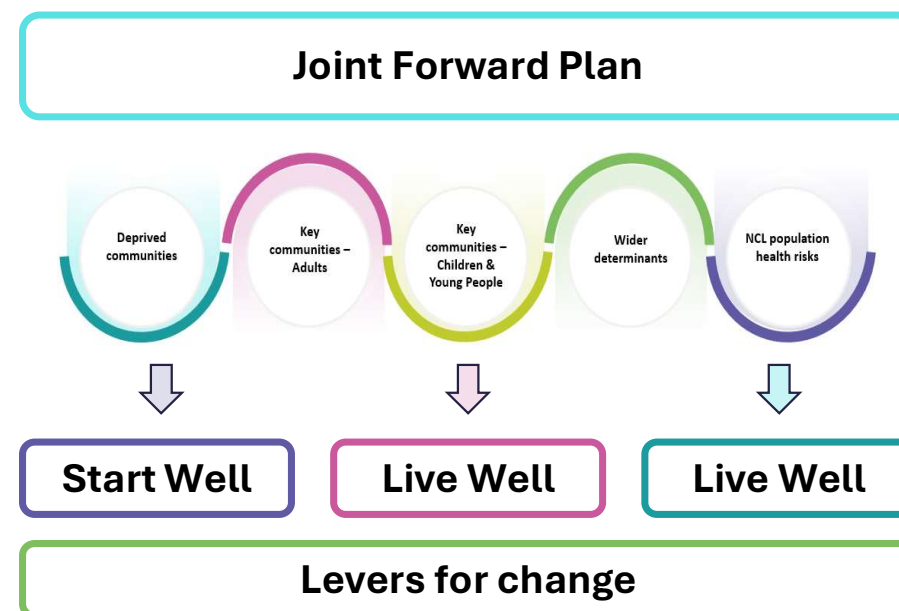 Joint Forward Plan
Deprived
communities
Key
communities –
Adults
Key
communities –
Children &
Young People
Wider
determinants
NCL population
health risks
Start Well
Live Well
Live Well
Levers for change